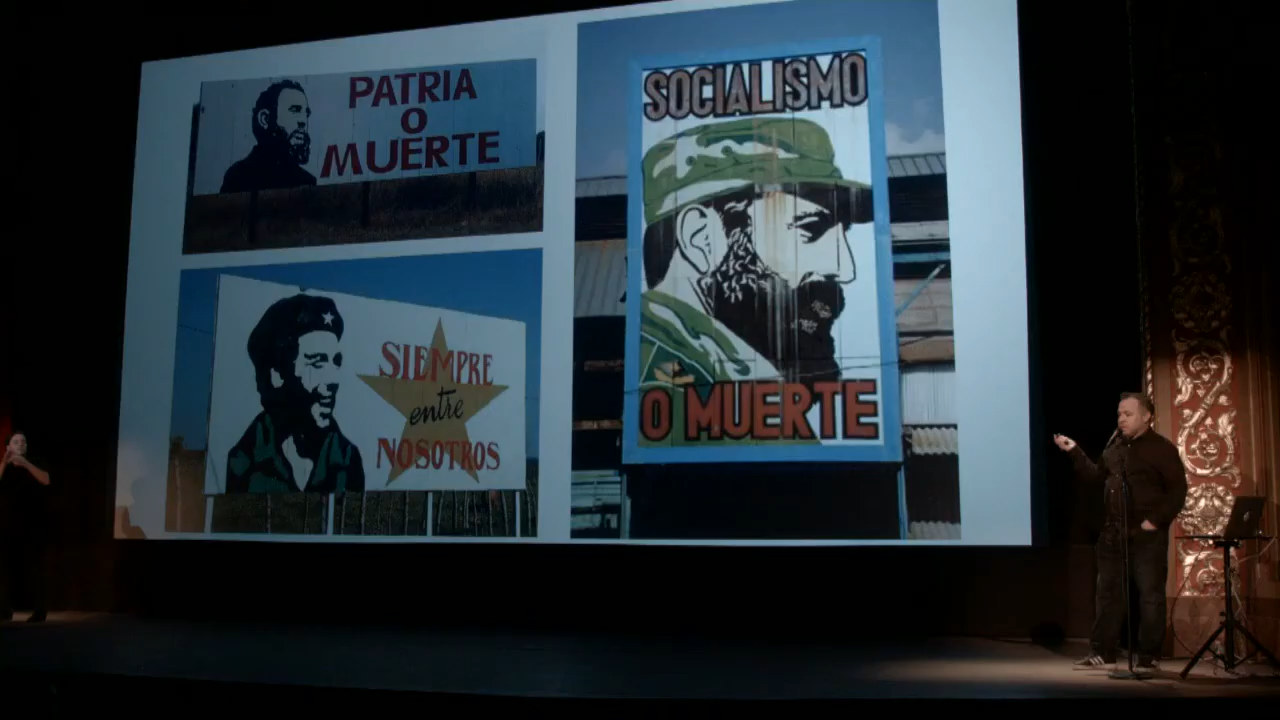 PATRIA
O
MUERTE
SIEMPRE
entre
NOSOTROS
SOCIALISMO
O MUERTE